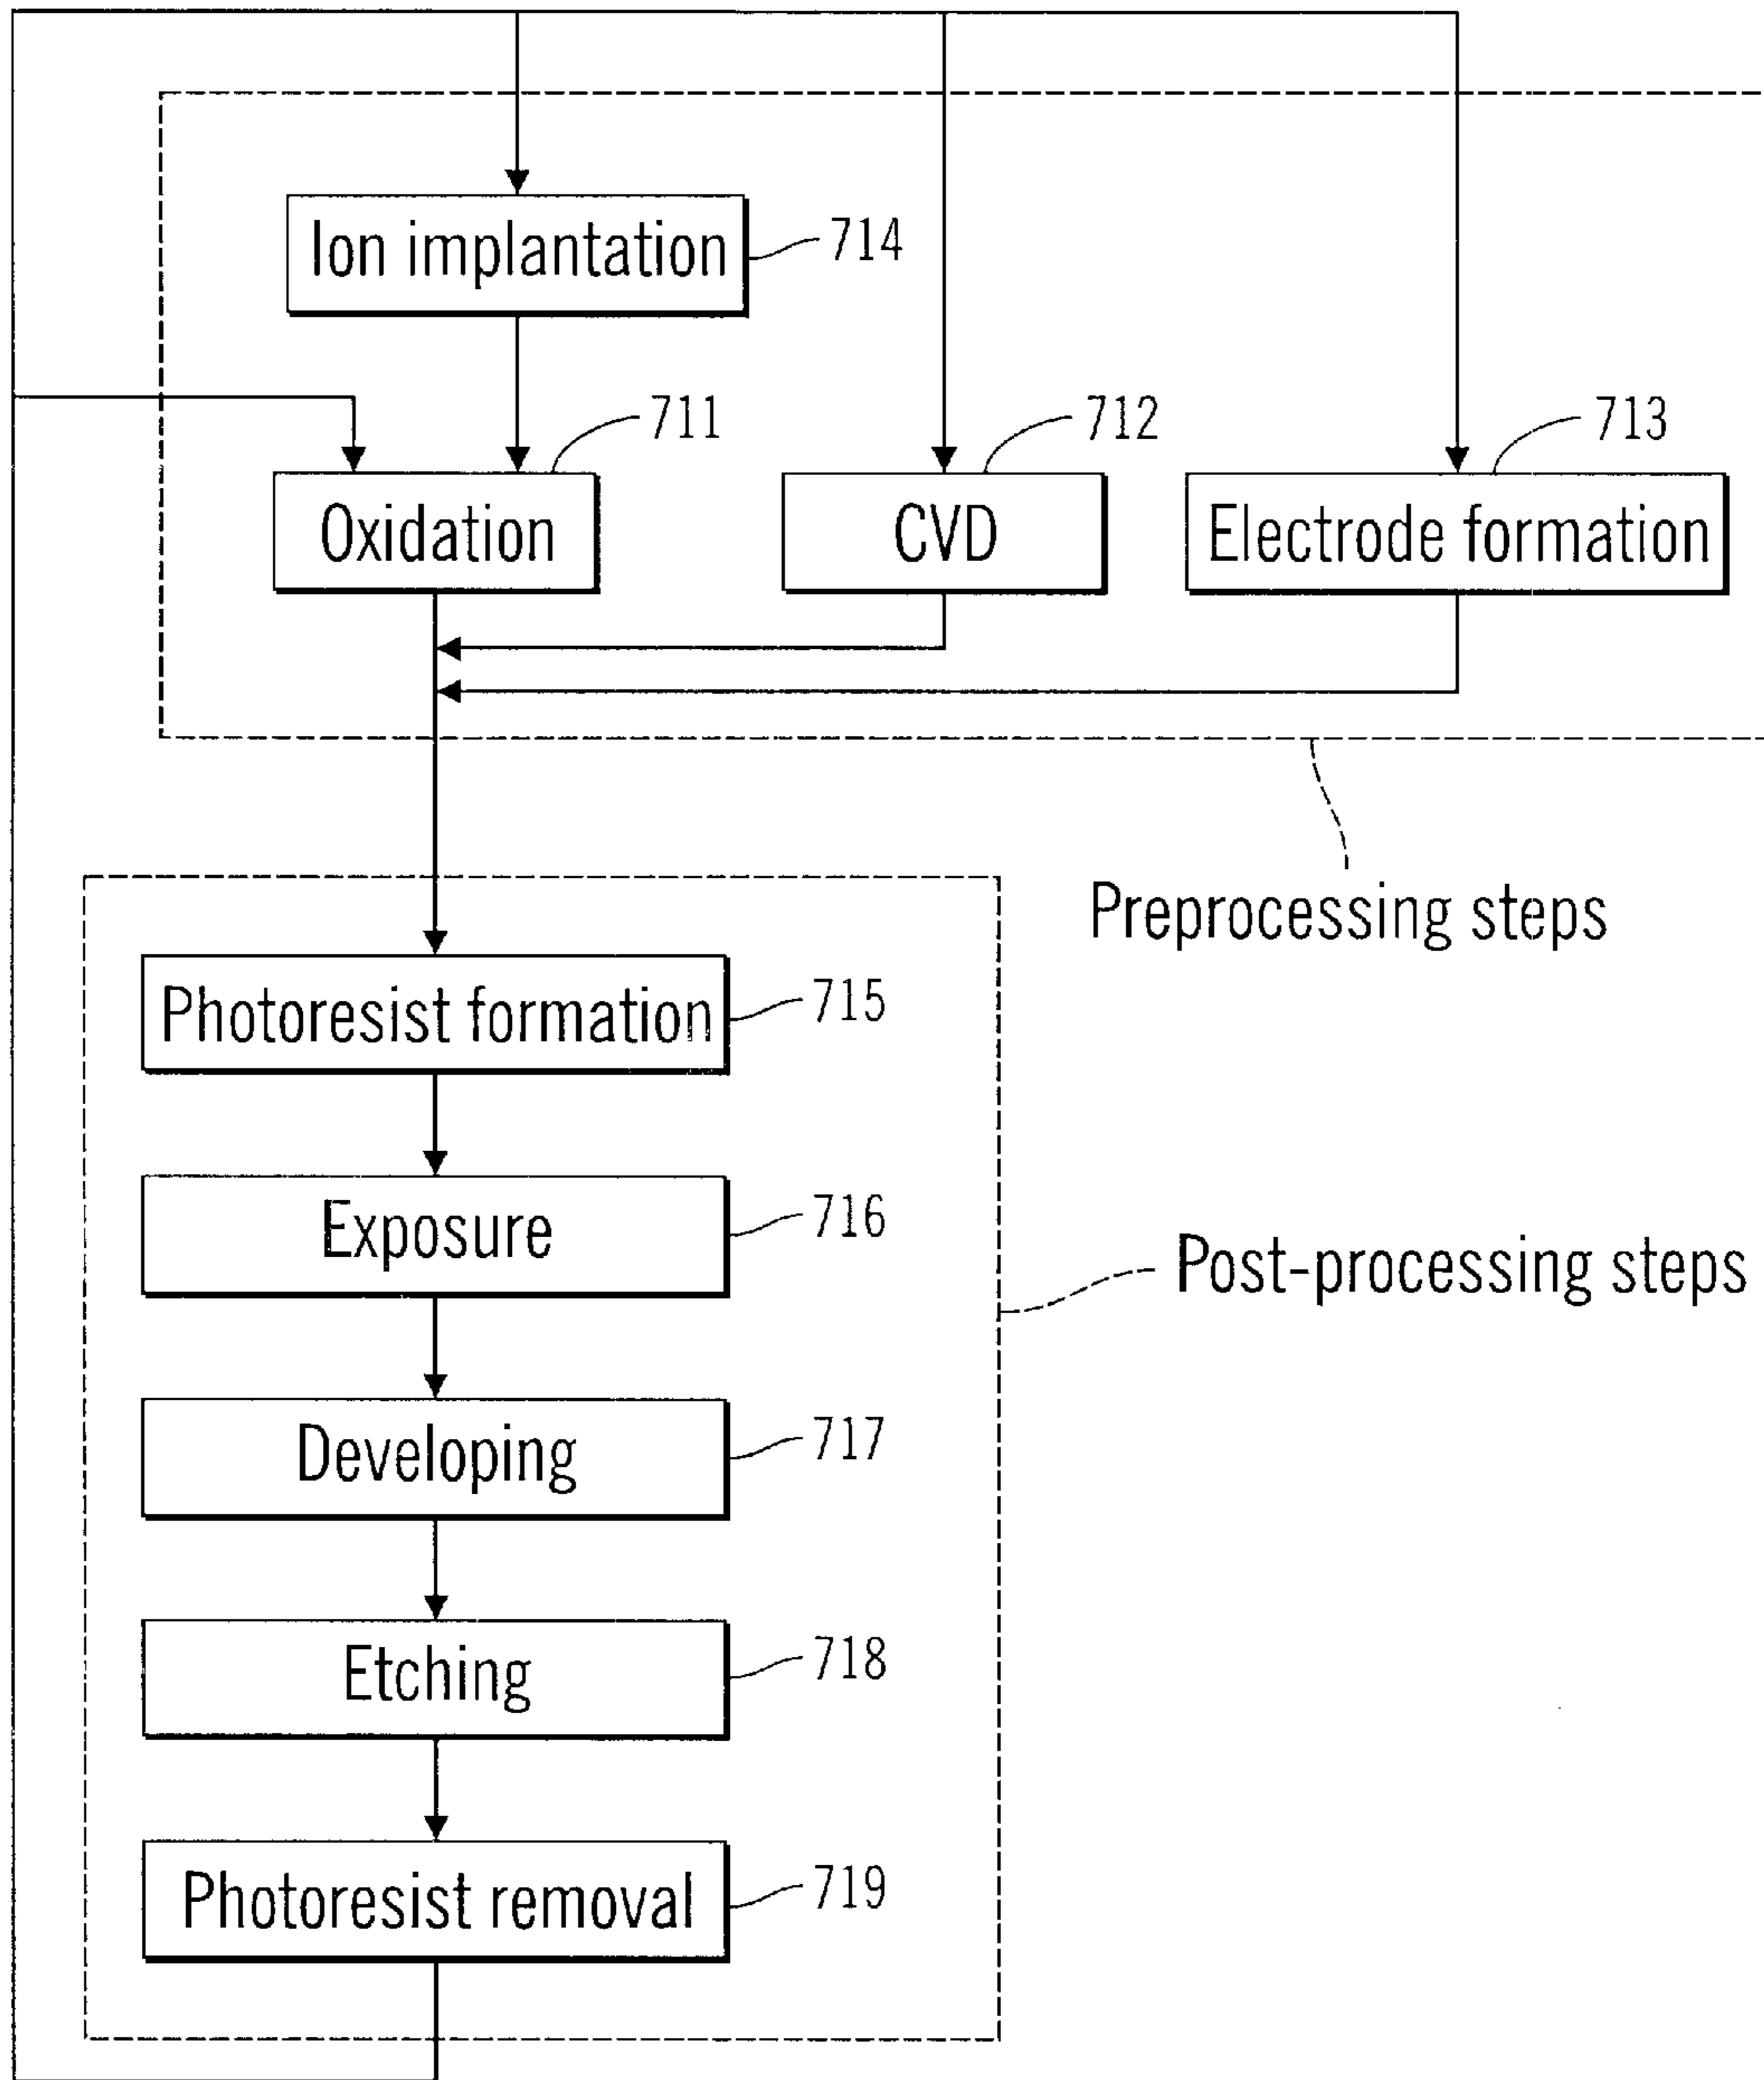 Ion implantation
714
711
712
713
Oxidation
CVD
Electrode formation
Preprocessing steps
Photoresist formation
715
Exposure
716
Post-processing steps
Developing
717
Etching
718
Photoresist removal
719